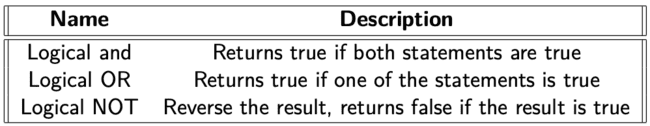 Name Description
Logical and Returns true if both statements are true
Logical OR Returns true if one of the statements is true
Logical NOT Reverse the result, returns false if the result is true